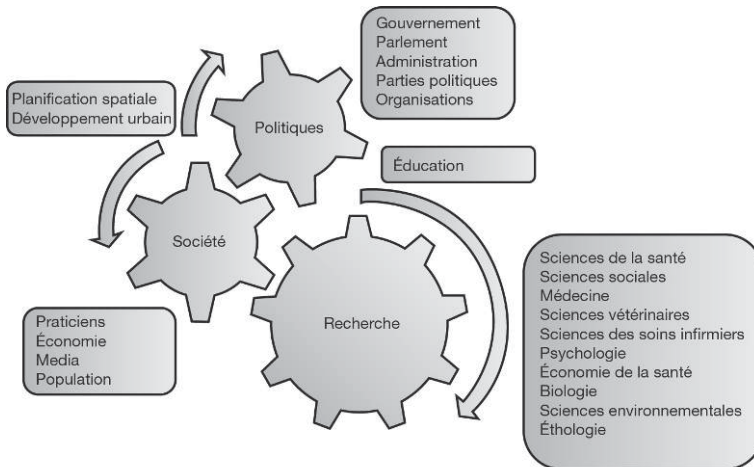 Gouvernement
Parlement
Administration
Parties politiques
Organisations
Planification spatiale
Développement urbain
Politiques
Éducation
Société
Sciences de la santé
Sciences sociales
Médecine
Sciences vétérinaires
Sciences des soins infirmiers
Psychologie
Économie de la santé
Biologie
Sciences environnementales
Éthologie
Praticiens
Économie
Media
Population
Recherche